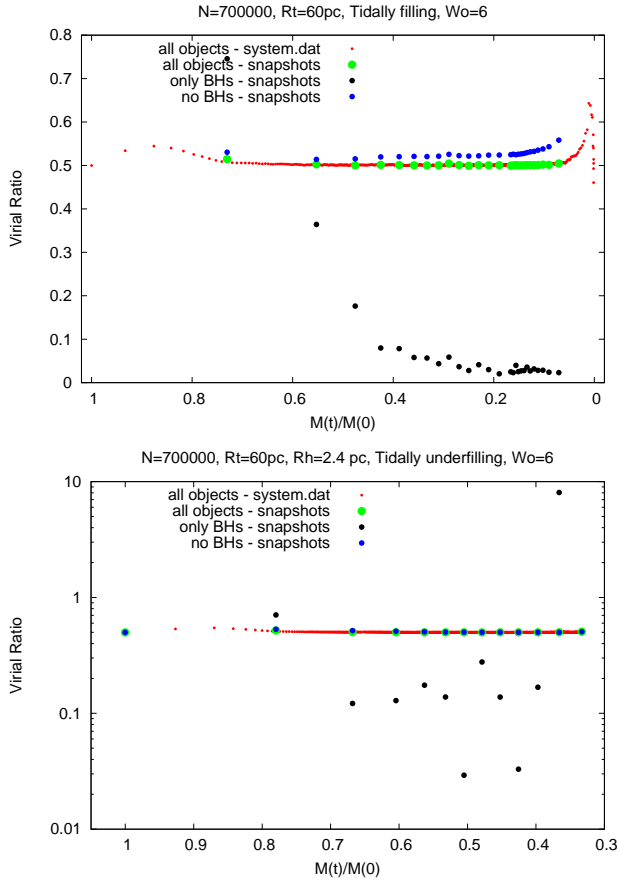 N=700000, Rt=60pc, Tidally filling, Wo=6
all objects - system.dat
all objects - snapshots
only BHs - snapshots
no BHs - snapshots
Virial Ratio
0.8
0.7
0.6
0.5
0.4
0.3
0.2
0.1
0
1
0.8
0.6
0.4
0.2
0
M(t)/M(0)
N=700000, Rt=60pc, Rh=2.4 pc, Tidally underfilling, Wo=6
all objects - system.dat
all objects - snapshots
only BHs - snapshots
no BHs - snapshots
Virial Ratio
10
1
0.1
0.01
1
0.9
0.8
0.7
0.6
0.5
0.4
0.3
M(t)/M(0)